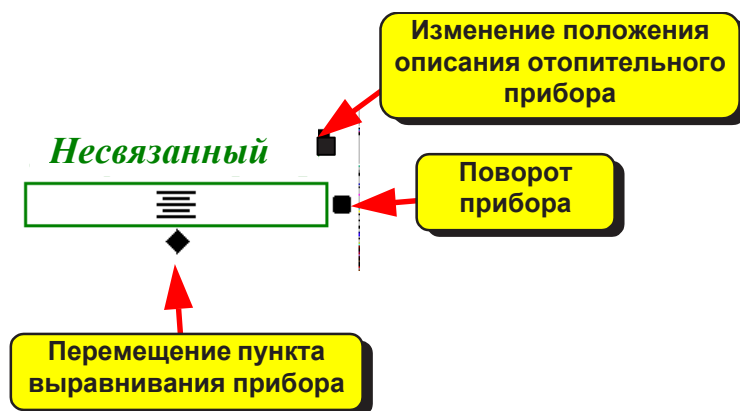 Изменение положения
описания отопительного
прибора
Несвязанный
Поворот
прибора
Перемещение пункта
выравнивания прибора